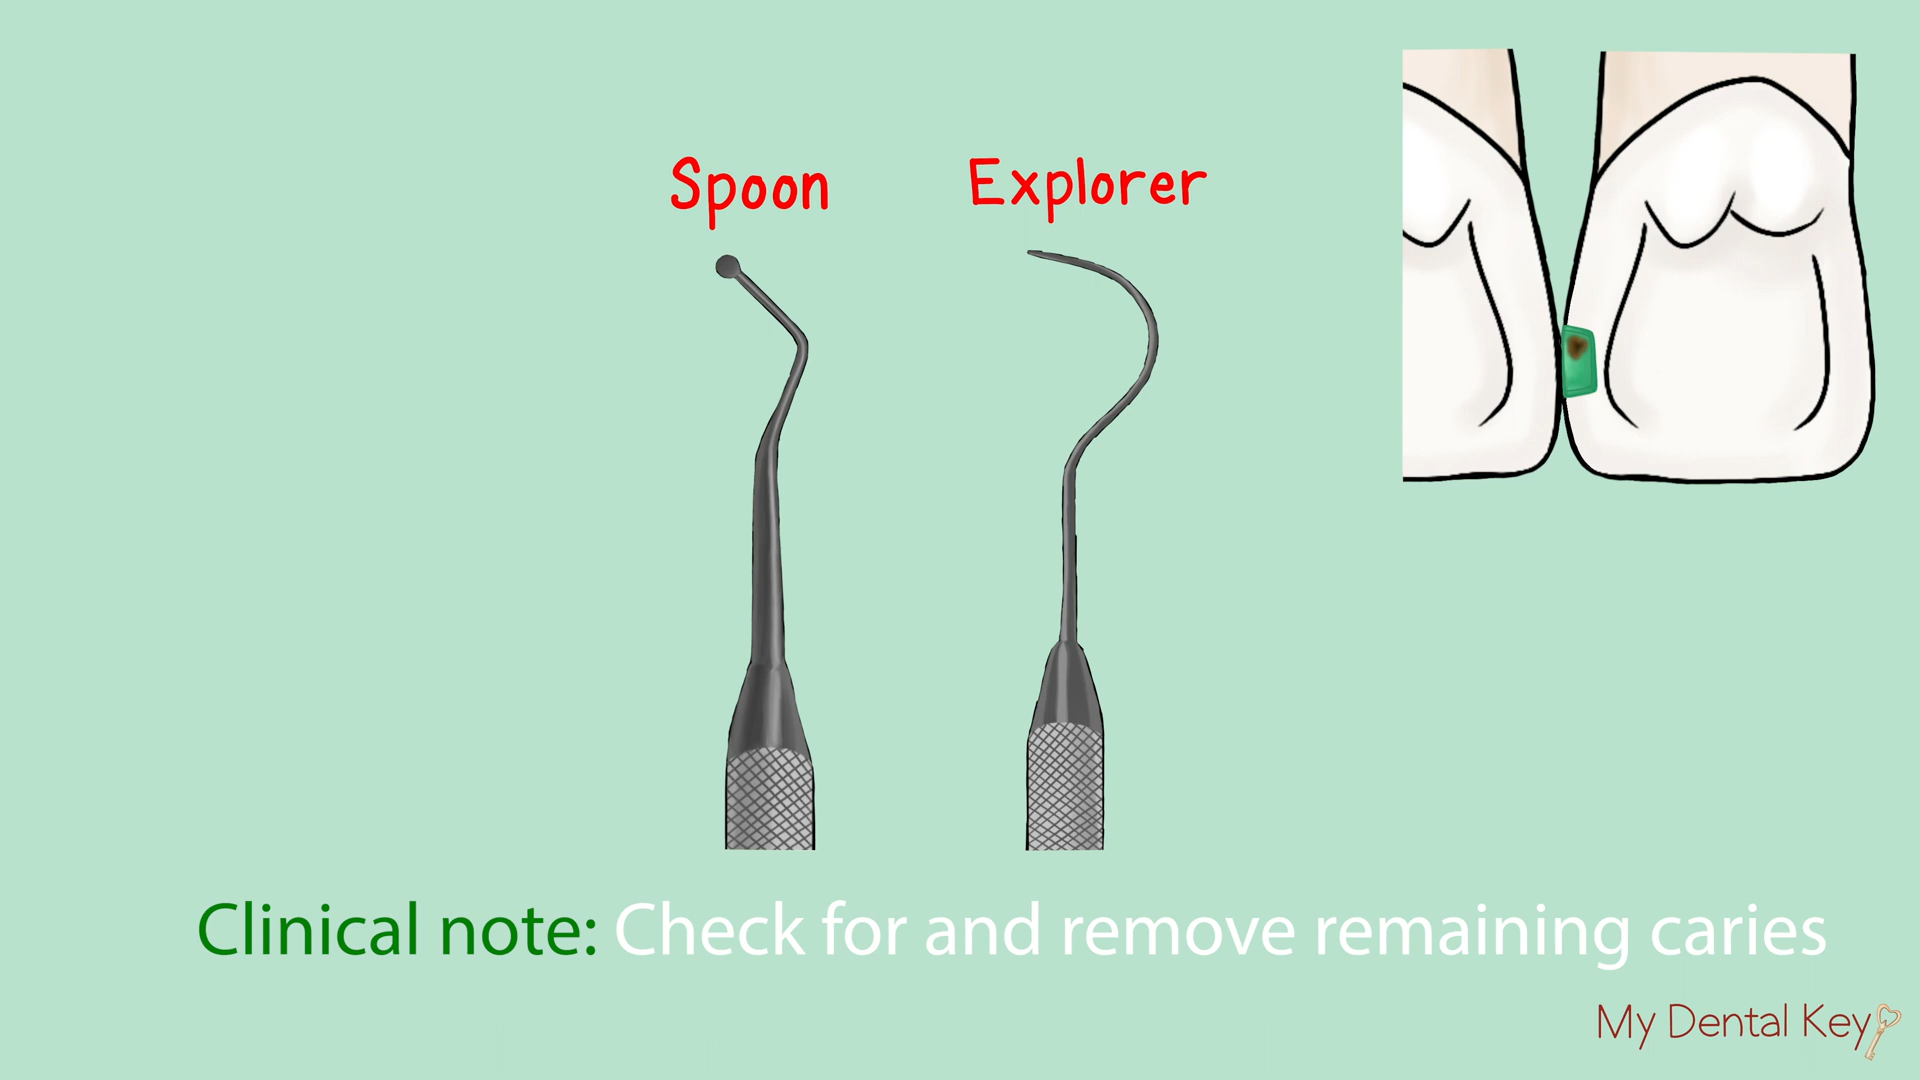 Spoon
Explorer
Clinical note: Check for and remove remaining caries
My Dental Key